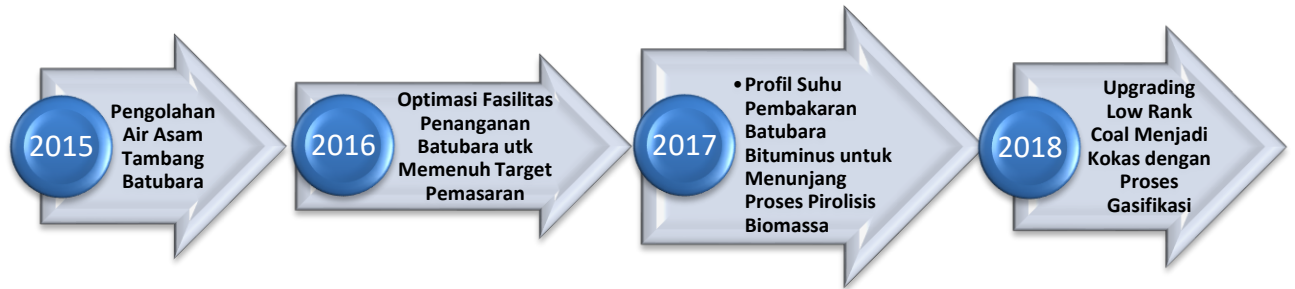 2015
Pengolahan
Air Asam
Tambang
Batubara
2016
Optimasi Fasilitas
Penanganan
Batubara utk
Memenuh Target
Pemasaran
2017
•Profil Suhu
Pembakaran
Batubara
Bituminus untuk
Menunjang
Proses Pirolisis
Biomassa
2018
Upgrading
Low Rank
Coal Menjadi
Kokas dengan
Proses
Gasifikasi